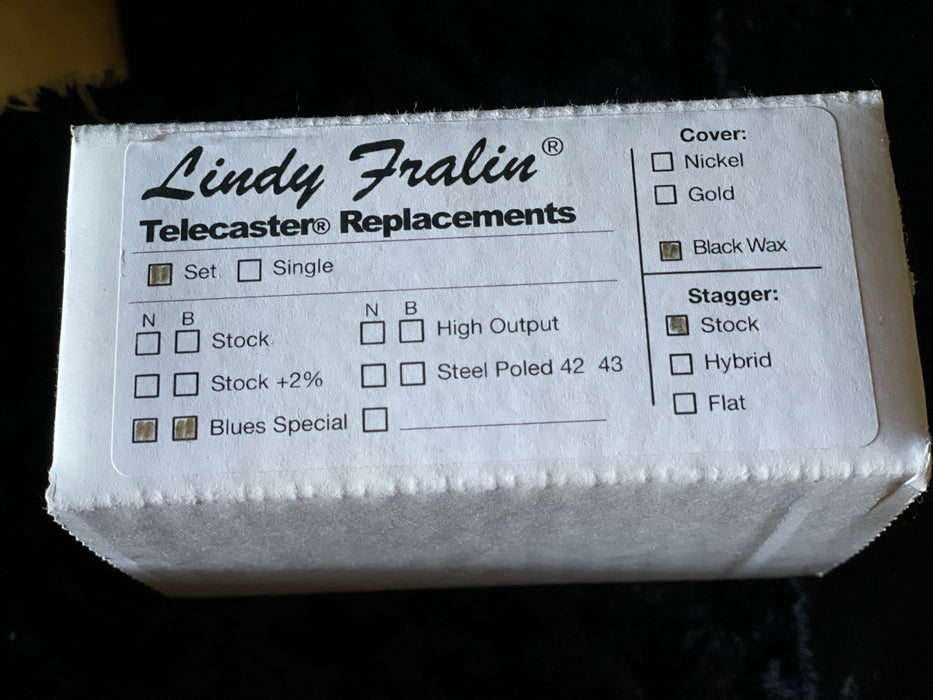 Lindy Fralin®
Telecaster® Replacements
Set Single
N B
Stock
Stock +2%
Blues Special
N B
High Output
Steel Poled 42 43
Cover:
Nickel
Gold
Black Wax
Stagger:
Stock
Hybrid
Flat